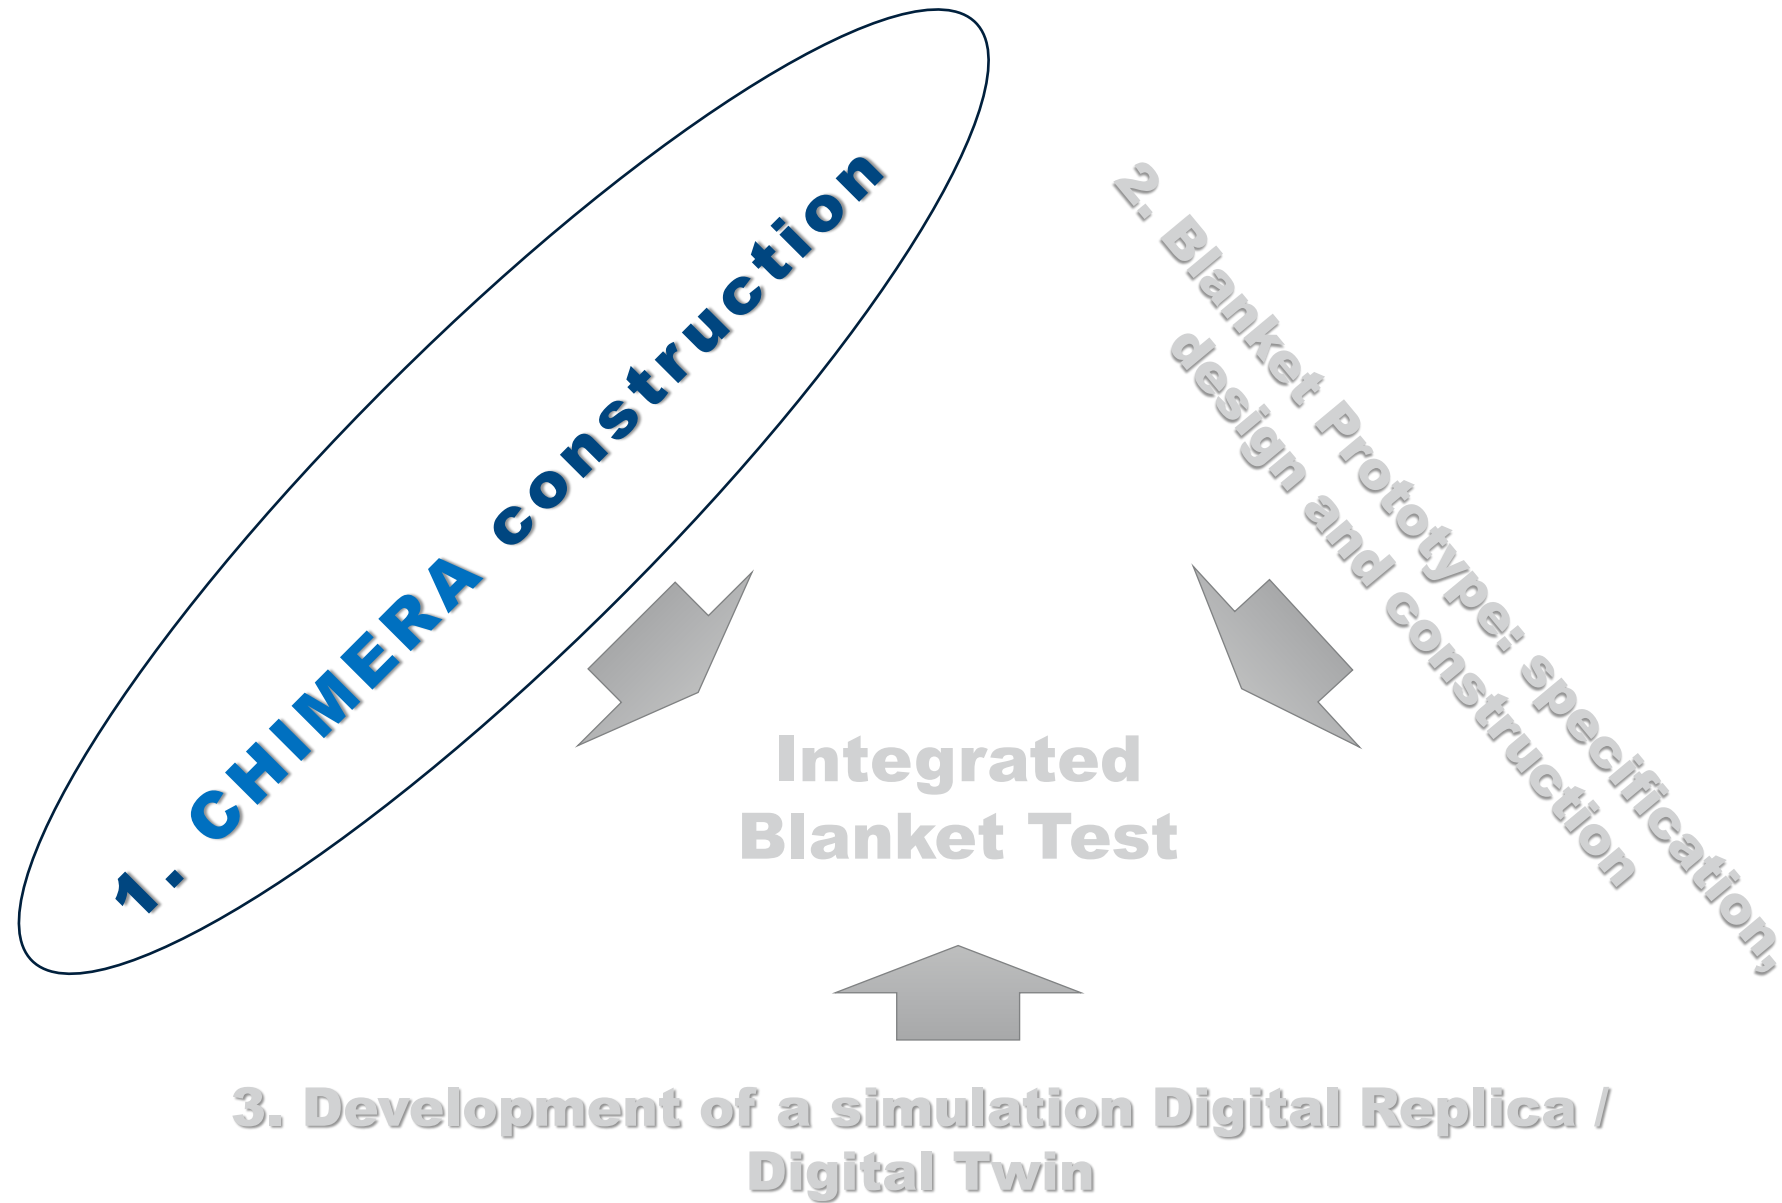 1. CHIMERA construction
2. Blanket Prototype: specification,
design and construction
Integrated
Blanket Test
3. Development of a simulation Digital Replica /
Digital Twin